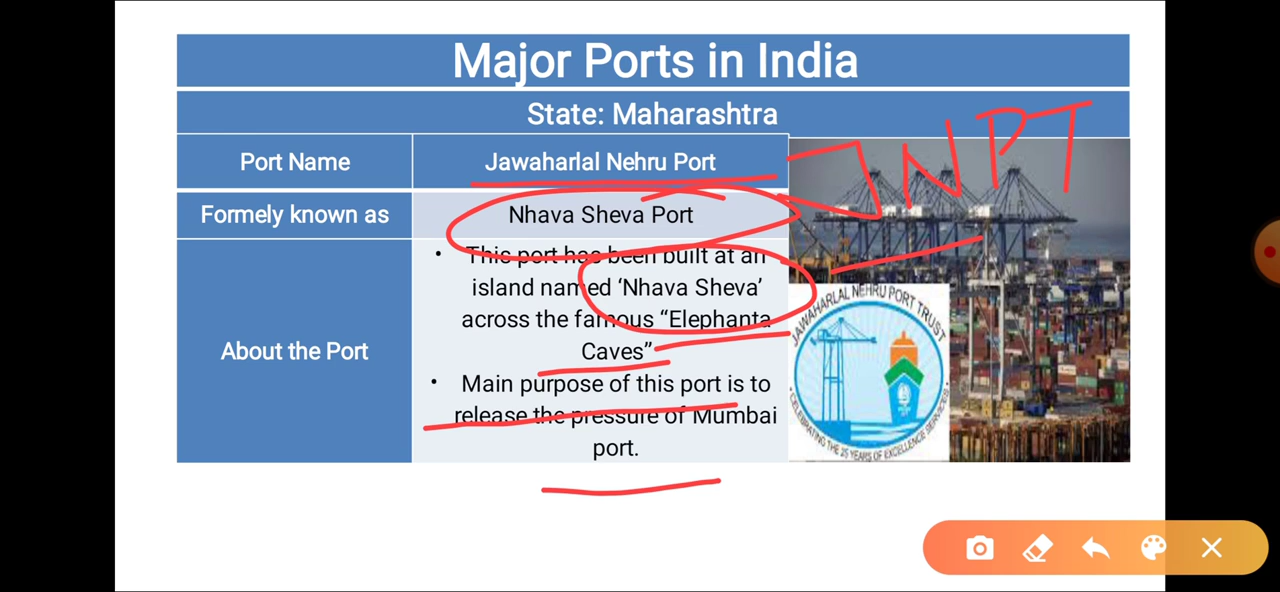 Major Ports in India
State: Maharashtra
Port Name
Jawaharlal Nehru Port
JNPT
Formely known as
Nhava Sheva Port
About the Port
• This port has been built at an
island named ‘Nhava Sheva’
across the famous “Elephanta
Caves”
• Main purpose of this port is to
release the pressure of Mumbai
port.
JAWAHARLAL NEHRU PORT TRUST
• CELEBRATING THE 25 YEARS OF EXCELLENCE SERVICES •